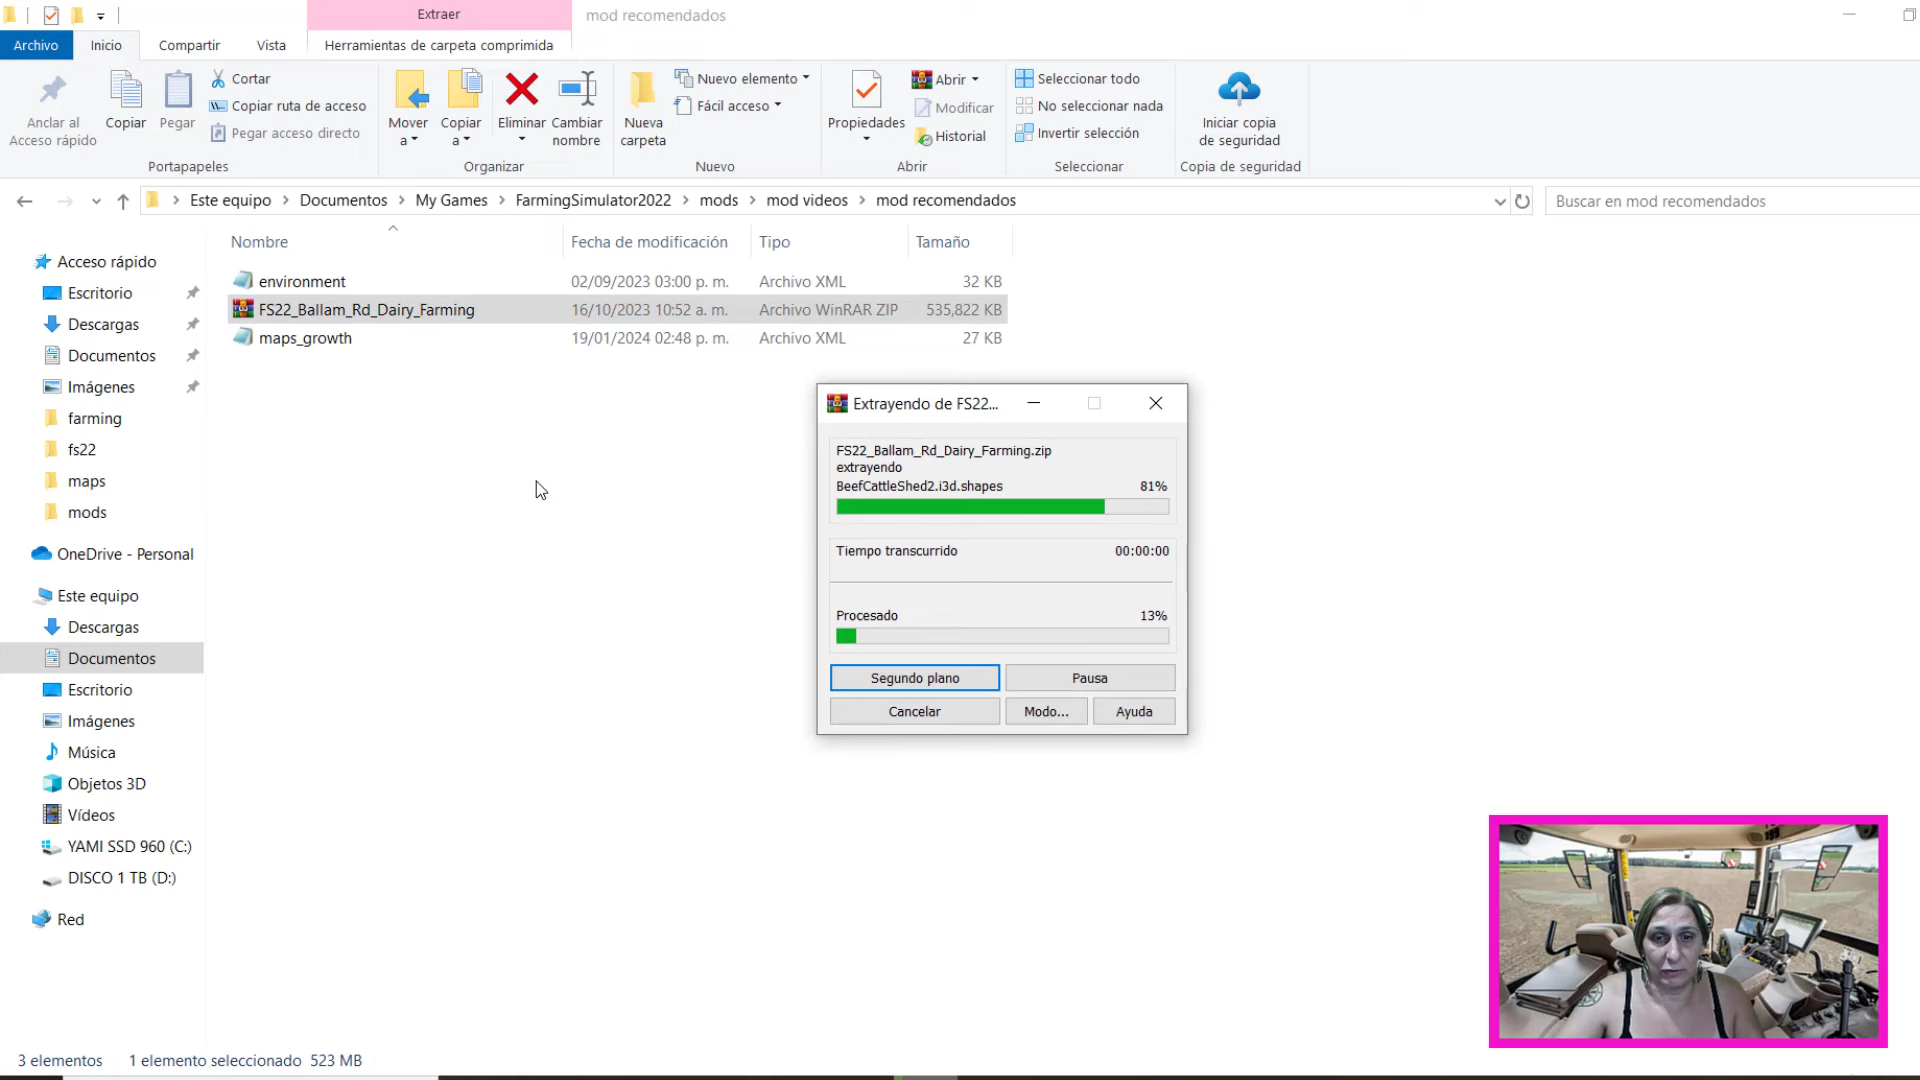 Extraer
mod recomendados
Archivo
Inicio
Compartir
Vista
Herramientas de carpeta comprimida
Anclar al
Acceso rápido
Copiar
Pegar
Cortar
Copiar ruta de acceso
Pegar acceso directo
Portapapeles
Mover
a
Copiar
a
Eliminar
Cambiar
nombre
Organizar
Nueva
carpeta
Nuevo elemento
Fácil acceso
Nuevo
Propiedades
Abrir
Modificar
Historial
Abrir
Seleccionar todo
No seleccionar nada
Invertir selección
Seleccionar
Iniciar copia
de seguridad
Copia de seguridad
Este equipo
Documentos
My Games
FarmingSimulator2022
mods
mod videos
mod recomendados
Buscar en mod recomendados
Nombre
Fecha de modificación
Tipo
Tamaño
environment
02/09/2023 03:00 p. m.
Archivo XML
32 KB
FS22_Ballam_Rd_Dairy_Farming
16/10/2023 10:52 a. m.
Archivo WinRAR ZIP
535,822 KB
maps_growth
19/01/2024 02:48 p. m.
Archivo XML
27 KB
Acceso rápido
Escritorio
Descargas
Documentos
Imágenes
farming
fs22
maps
mods
OneDrive - Personal
Este equipo
Descargas
Documentos
Escritorio
Imágenes
Música
Objetos 3D
Vídeos
YAMI SSD 960 (C:)
DISCO 1 TB (D:)
Red
Extrayendo de FS22...
FS22_Ballam_Rd_Dairy_Farming.zip
extrayendo
BeefCattleShed2.i3d.shapes
81%
Tiempo transcurrido
00:00:00
Procesado
13%
Segundo plano
Pausa
Cancelar
Modo...
Ayuda
3 elementos
1 elemento seleccionado 523 MB